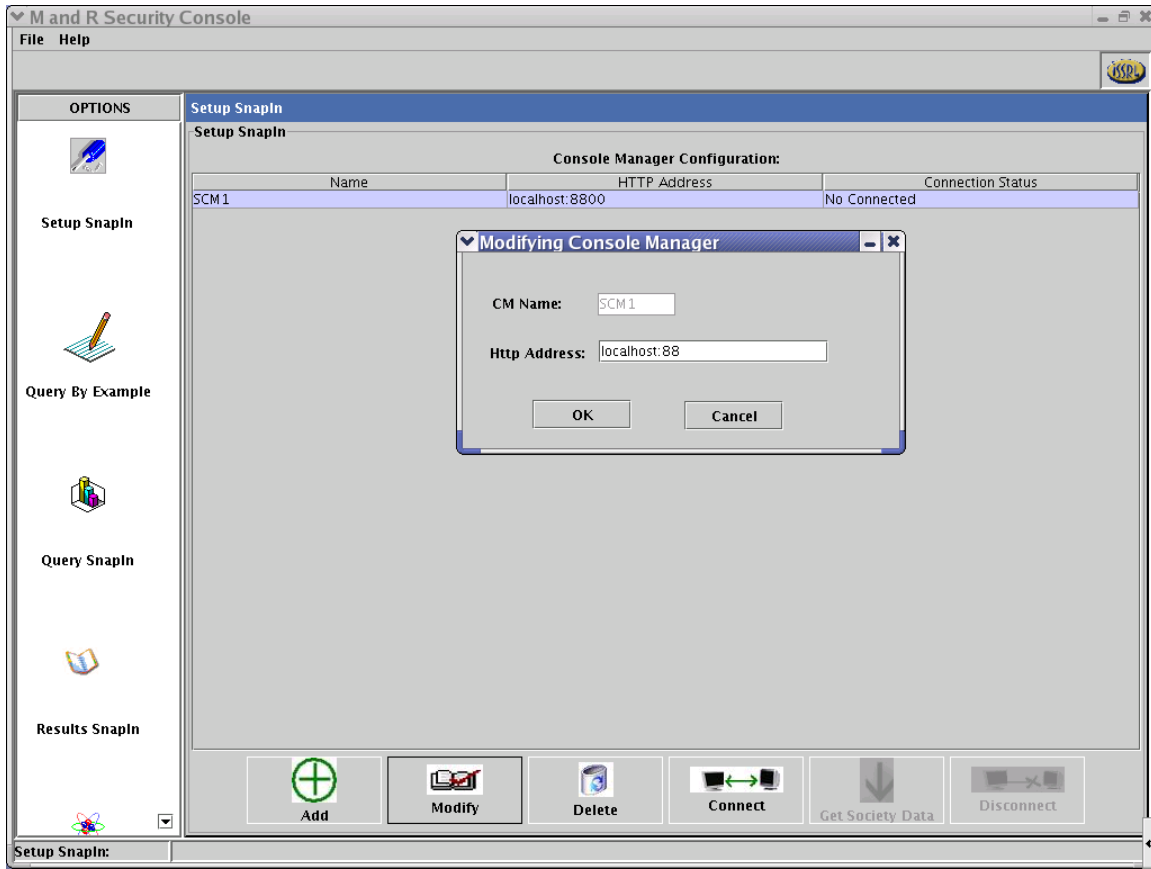 M and R Security Console
File Help
ISSRL
OPTIONS
Setup SnapIn
Query By Example
Query SnapIn
Results SnapIn
Setup SnapIn
Setup SnapIn
Console Manager Configuration:
Name HTTP Address Connection Status
SCM1 localhost:8800 No Connected
Modifying Console Manager
CM Name: SCM1
Http Address: localhost:88
OK Cancel
Add Modify Delete Connect Get Society Data Disconnect
Setup SnapIn: